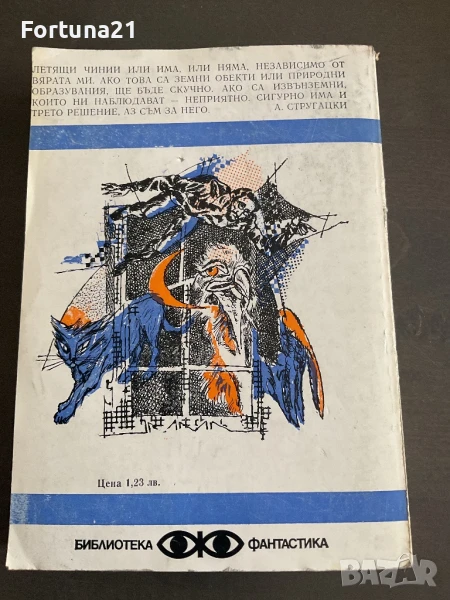 Fortuna21
ЛЕТЯЩИ ЧИНИИ ИЛИ ИМА, ИЛИ НЯМА, НЕЗАВИСИМО ОТ
ВЯРАТА МИ. АКО ТОВА СА ЗЕМНИ ОБЕКТИ ИЛИ ПРИРОДНИ
ОБРАЗУВАНИЯ, ЩЕ БЪДЕ СКУЧНО. АКО СА ИЗВЪНЗЕМНИ,
КОИТО НИ НАБЛЮДАВАТ — НЕПРИЯТНО. СИГУРНО ИМА И
ТРЕТО РЕШЕНИЕ, АЗ СЪМ ЗА НЕГО. А. СТРУГАЦКИ
Цена 1,23 лв.
БИБЛИОТЕКА ФАНТАСТИКА
BAZAR